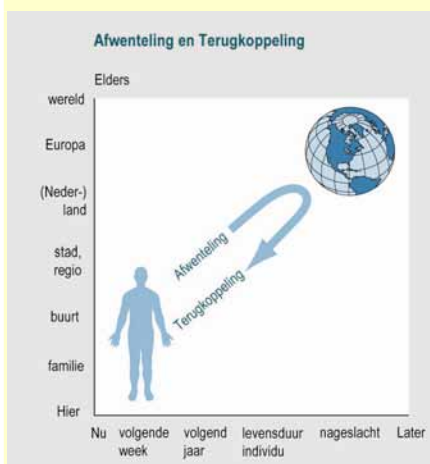 Afwenteling en Terugkoppeling
Elders
wereld
Europa
(Neder-)
land
stad,
regio
buurt
familie
Hier
Afwenteling
Terugkoppeling
Nu
volgende
week
volgend
jaar
levensduur
individu
nageslacht
Later